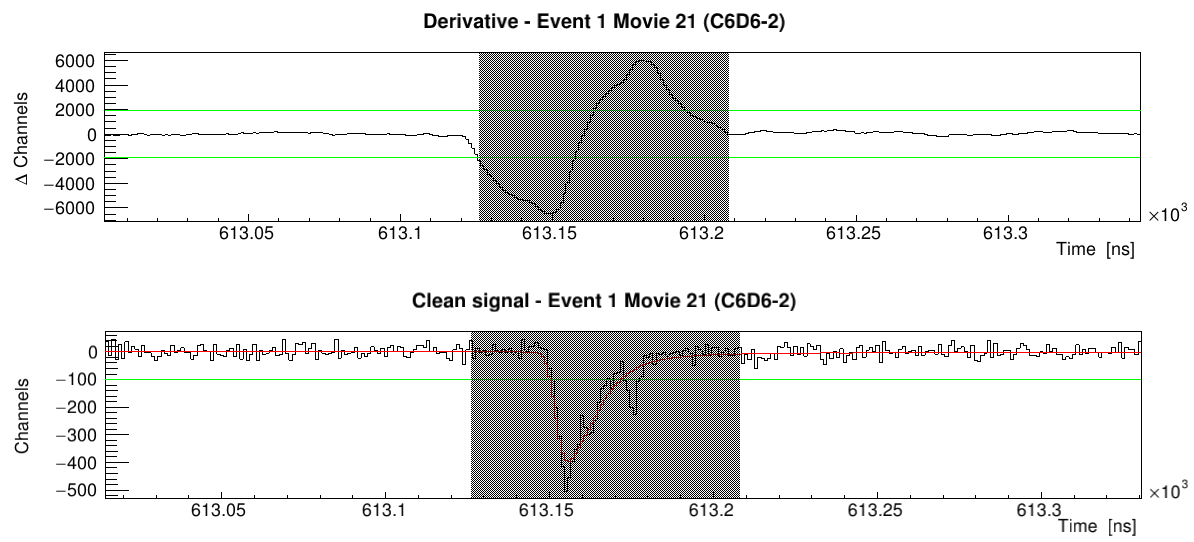 Derivative - Event 1 Movie 21 (C6D6-2)
6000
4000
2000
0
−2000
−4000
−6000
Δ Channels
613.05 613.1 613.15 613.2 613.25 613.3
×10³
Time [ns]
Clean signal - Event 1 Movie 21 (C6D6-2)
0
−100
−200
−300
−400
−500
Channels
613.05 613.1 613.15 613.2 613.25 613.3
×10³
Time [ns]